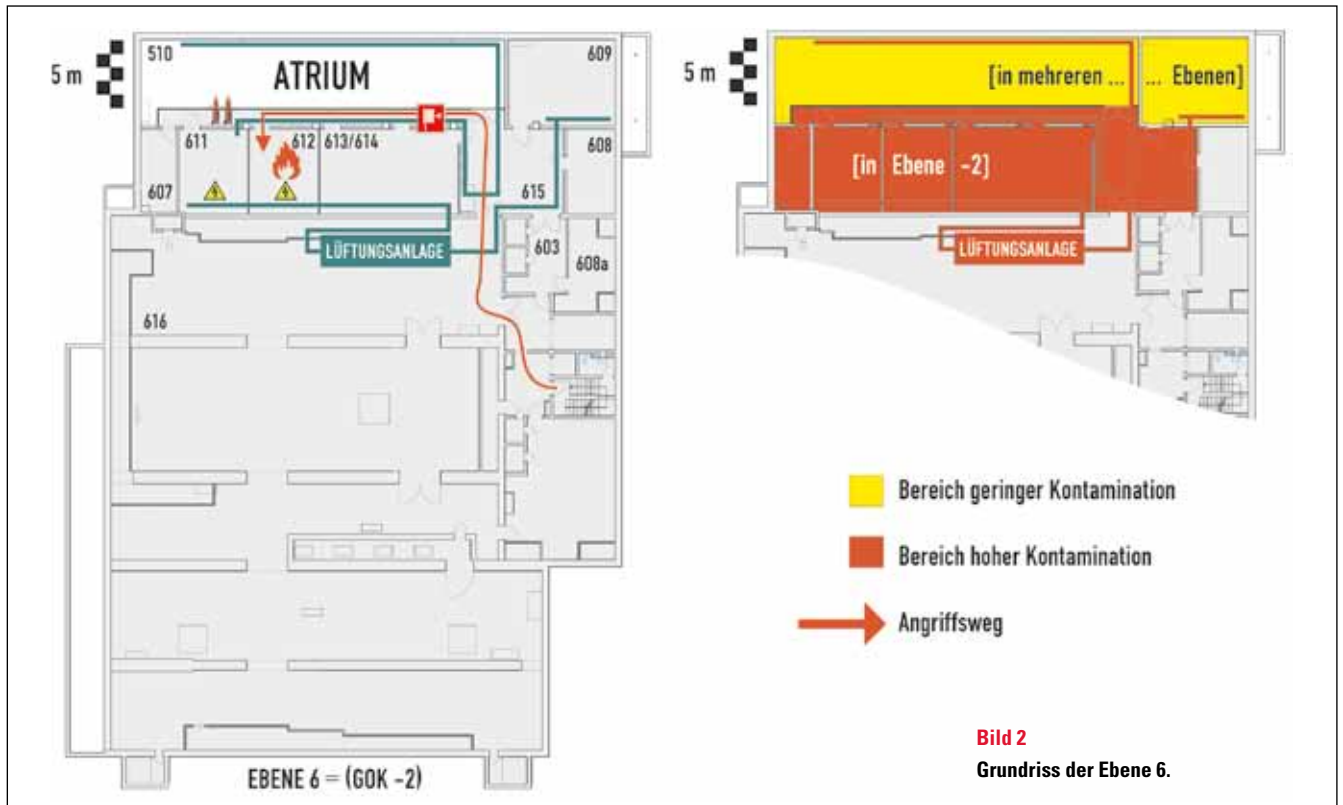 510
5 m
ATRIUM
609
611
612
613/614
608
607
615
LÜFTUNGSANLAGE
603
608a
616
EBENE 6 = (GOK -2)
5 m
[in mehreren ...
... Ebenen]
[in Ebene -2]
LÜFTUNGSANLAGE
Bereich geringer Kontamination
Bereich hoher Kontamination
Angriffsweg
Bild 2
Grundriss der Ebene 6.